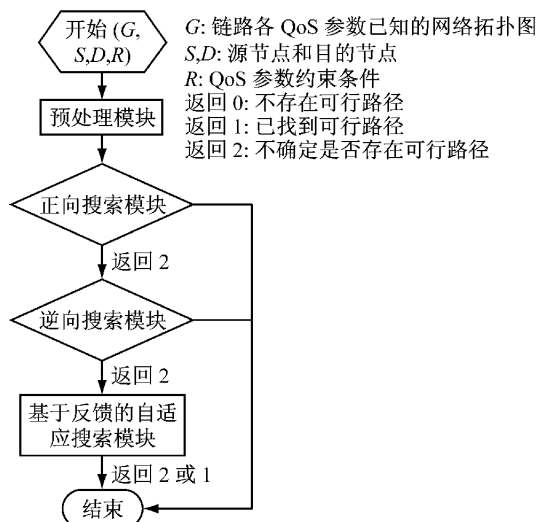 开始 (G,
S,D,R)
G: 链路各 QoS 参数已知的网络拓扑图
S,D: 源节点和目的节点
R: QoS 参数约束条件
返回 0: 不存在可行路径
返回 1: 已找到可行路径
返回 2: 不确定是否存在可行路径
预处理模块
正向搜索模块
返回 2
逆向搜索模块
返回 2
基于反馈的自适
应搜索模块
返回 2 或 1
结束